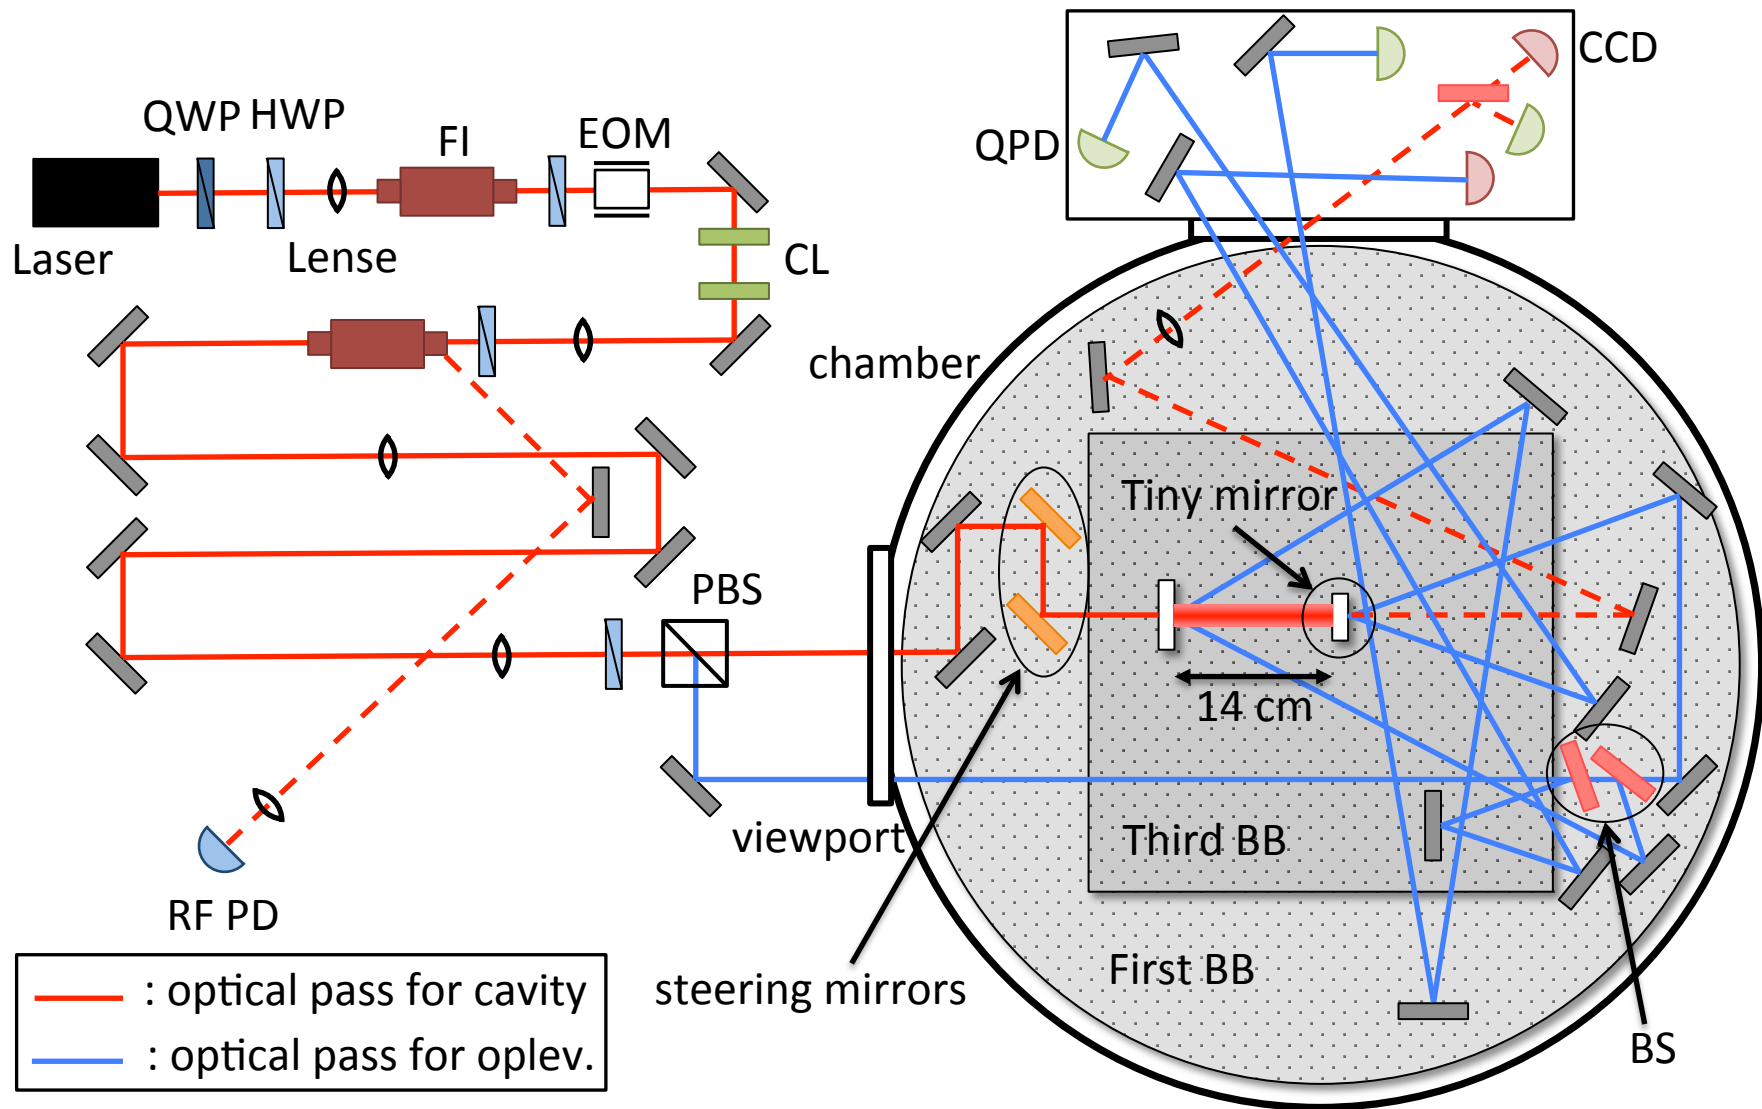 QWP
HWP
FI
EOM
CCD
QPD
Laser
Lense
CL
chamber
Tiny mirror
PBS
14 cm
viewport
Third BB
RF PD
First BB
steering mirrors
BS
: optical pass for cavity
: optical pass for oplev.